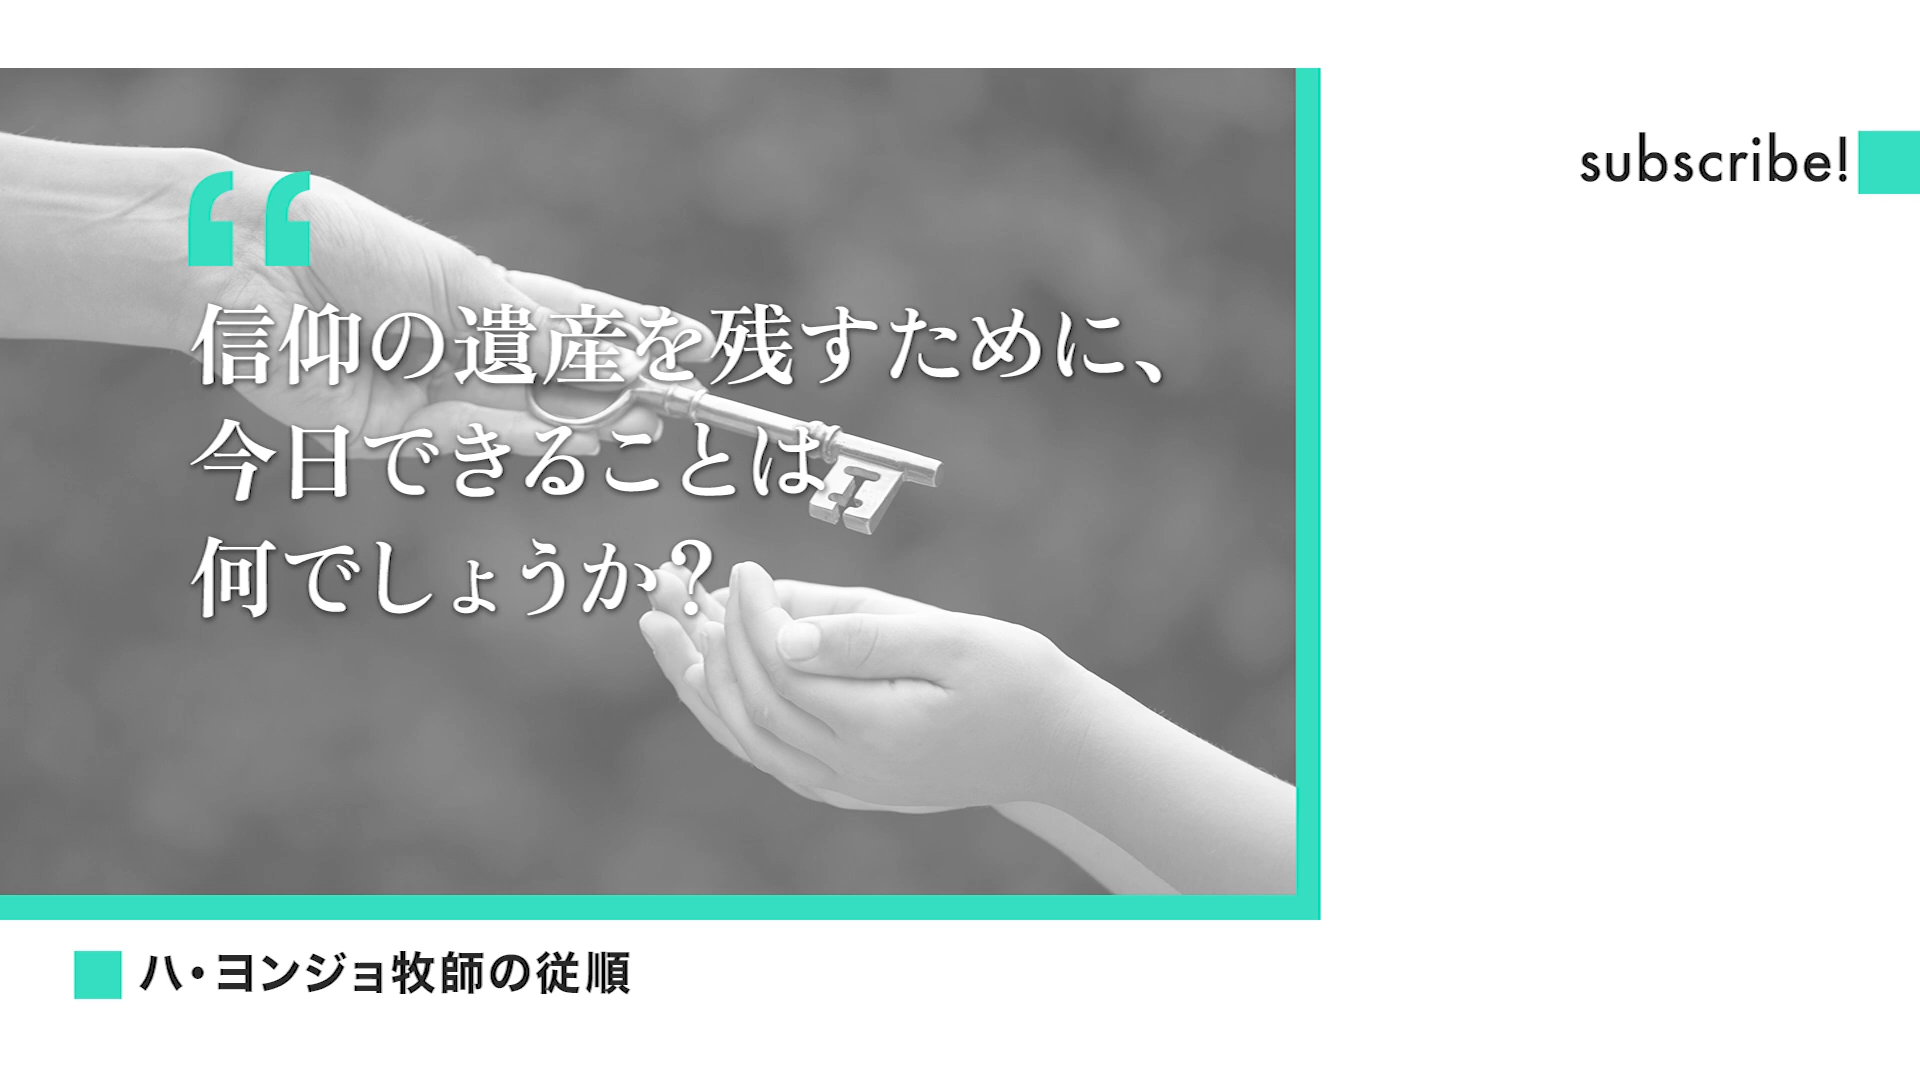 信仰の遺産を残すために、
今日できることは
何でしょうか?
subscribe!
ハ・ヨンジョ牧師の従順